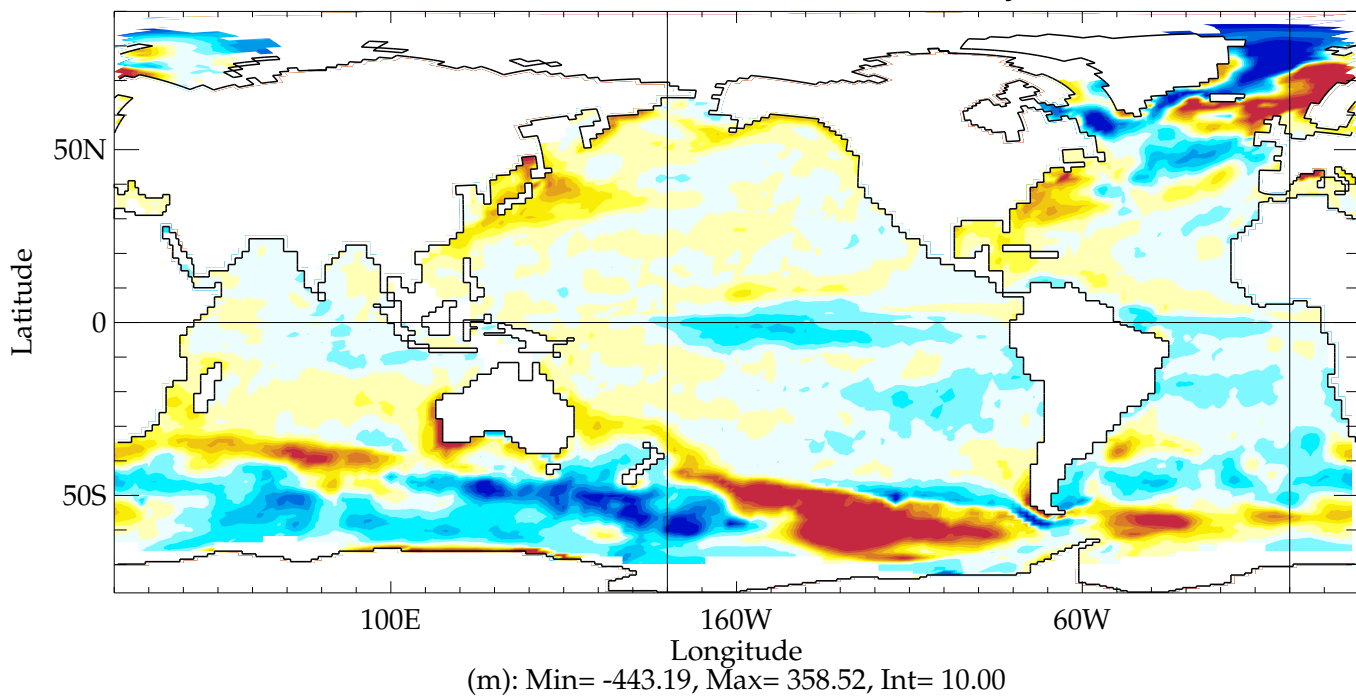 50N
0
50S
Latitude
100E
160W
60W
Longitude
(m): Min= -443.19, Max= 358.52, Int= 10.00